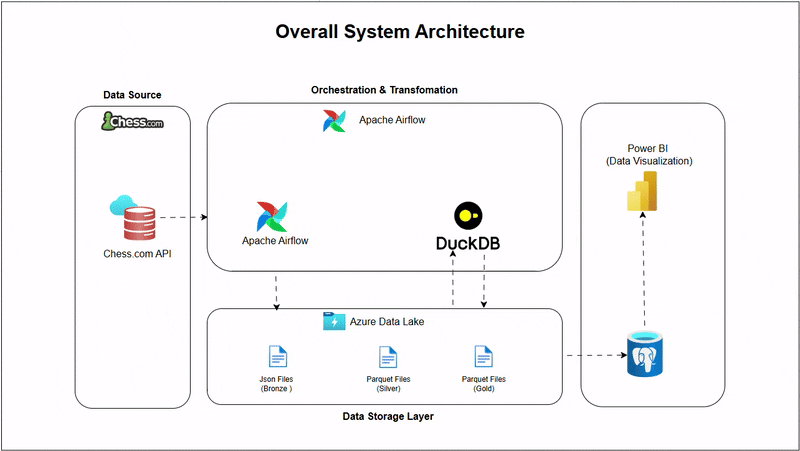 Overall System Architecture
Data Source
Orchestration & Transfomation
Chess.com
Apache Airflow
Power BI
(Data Visualization)
Apache Airflow
DuckDB
Chess.com API
Azure Data Lake
Json Files
(Bronze )
Parquet Files
(Silver)
Parquet Files
(Gold)
Data Storage Layer